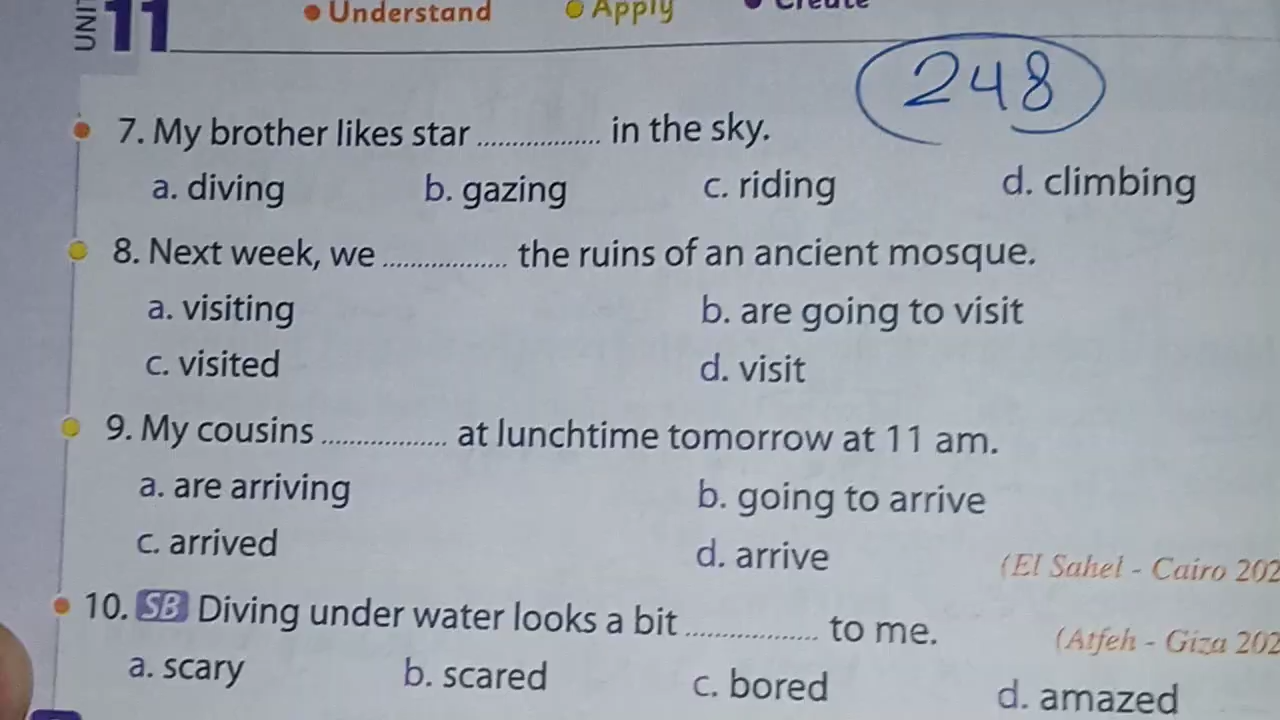 UNIT
11
Understand Apply Create
248
7. My brother likes star .................. in the sky.
a. diving b. gazing c. riding d. climbing
8. Next week, we .................. the ruins of an ancient mosque.
a. visiting b. are going to visit
c. visited d. visit
9. My cousins .................. at lunchtime tomorrow at 11 am.
a. are arriving b. going to arrive
c. arrived d. arrive (El Sahel - Cairo 202
10. SB Diving under water looks a bit .................. to me. (Atfeh - Giza 202
a. scary b. scared c. bored d. amazed